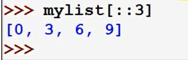 >>> mylist[::3]
[0, 3, 6, 9]
>>>